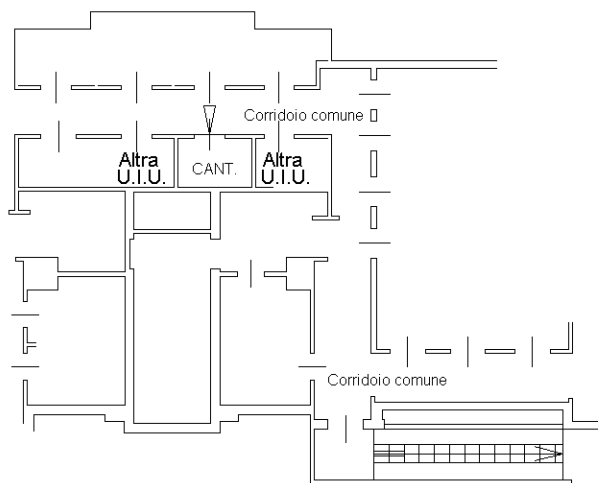 Corridoio comune
Altra
U.I.U.
CANT.
Altra
U.I.U.
Corridoio comune